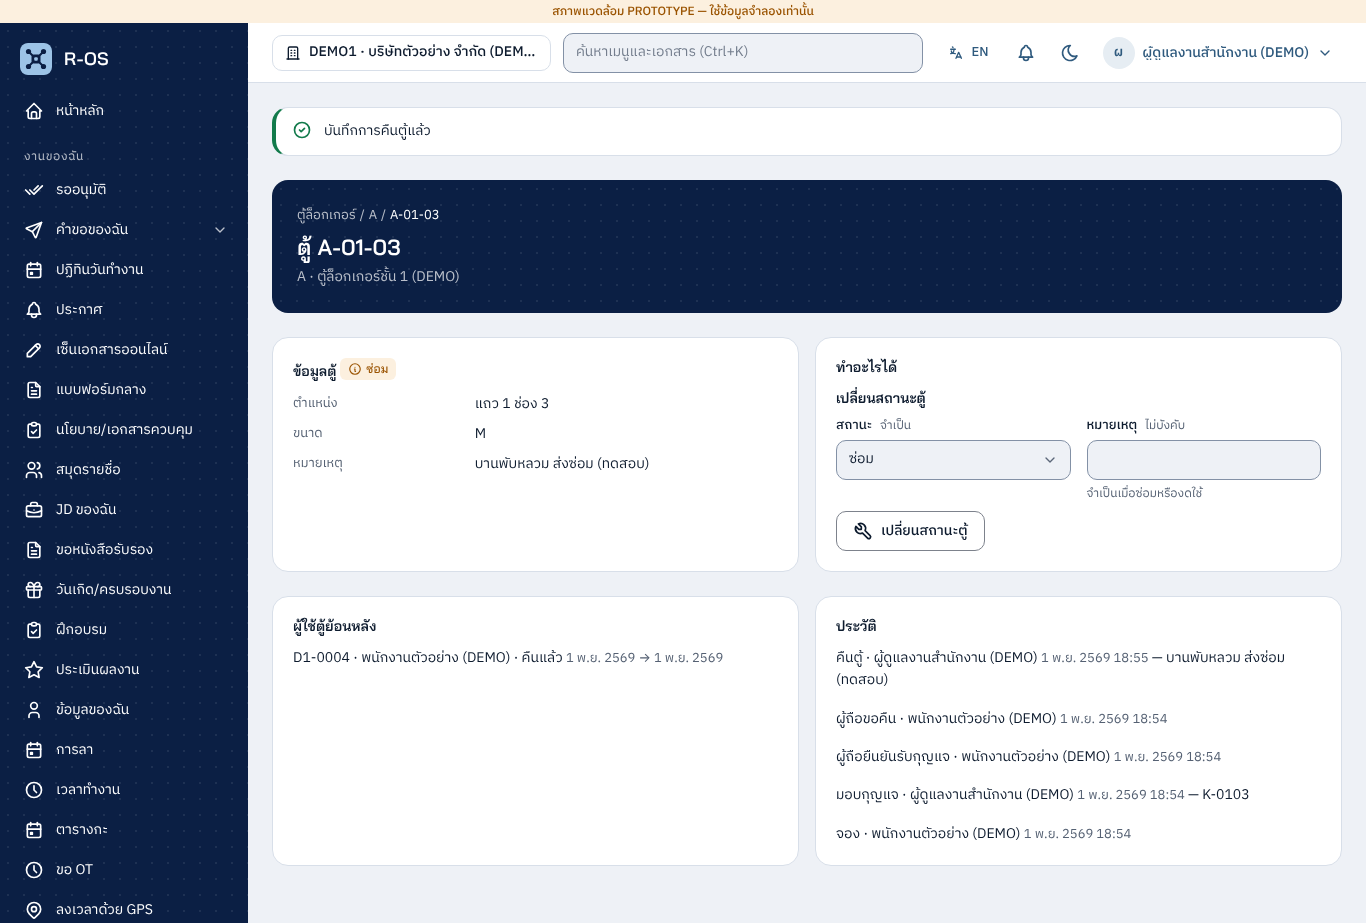 สภาพแวดล้อม PROTOTYPE — ใช้ข้อมูลจำลองเท่านั้น
R-OS
หน้าหลัก
งานของฉัน
รออนุมัติ
คำขอของฉัน
ปฏิทินวันทำงาน
ประกาศ
เซ็นเอกสารออนไลน์
แบบฟอร์มกลาง
นโยบาย/เอกสารควบคุม
สมุดรายชื่อ
JD ของฉัน
ขอหนังสือรับรอง
วันเกิด/ครบรอบงาน
ฝึกอบรม
ประเมินผลงาน
ข้อมูลของฉัน
การลา
เวลาทำงาน
ตารางกะ
ขอ OT
ลงเวลาด้วย GPS
DEMO1 · บริษัทตัวอย่าง จำกัด (DEM...
ค้นหาเมนูและเอกสาร (Ctrl+K)
EN
ผ
ผู้ดูแลงานสำนักงาน (DEMO)
บันทึกการคืนตู้แล้ว
ตู้ล็อกเกอร์ / A / A-01-03
ตู้ A-01-03
A · ตู้ล็อกเกอร์ชั้น 1 (DEMO)
ข้อมูลตู้ ซ่อม
ตำแหน่ง แถว 1 ช่อง 3
ขนาด M
หมายเหตุ บานพับหลวม ส่งซ่อม (ทดสอบ)
ทำอะไรได้
เปลี่ยนสถานะตู้
สถานะ จำเป็น
ซ่อม
หมายเหตุ ไม่บังคับ
จำเป็นเมื่อซ่อมหรืองดใช้
เปลี่ยนสถานะตู้
ผู้ใช้ตู้ย้อนหลัง
D1-0004 · พนักงานตัวอย่าง (DEMO) · คืนแล้ว 1 พ.ย. 2569 → 1 พ.ย. 2569
ประวัติ
คืนตู้ · ผู้ดูแลงานสำนักงาน (DEMO) 1 พ.ย. 2569 18:55 — บานพับหลวม ส่งซ่อม
(ทดสอบ)
ผู้ถือขอคืน · พนักงานตัวอย่าง (DEMO) 1 พ.ย. 2569 18:54
ผู้ถือยืนยันรับกุญแจ · พนักงานตัวอย่าง (DEMO) 1 พ.ย. 2569 18:54
มอบกุญแจ · ผู้ดูแลงานสำนักงาน (DEMO) 1 พ.ย. 2569 18:54 — K-0103
จอง · พนักงานตัวอย่าง (DEMO) 1 พ.ย. 2569 18:54